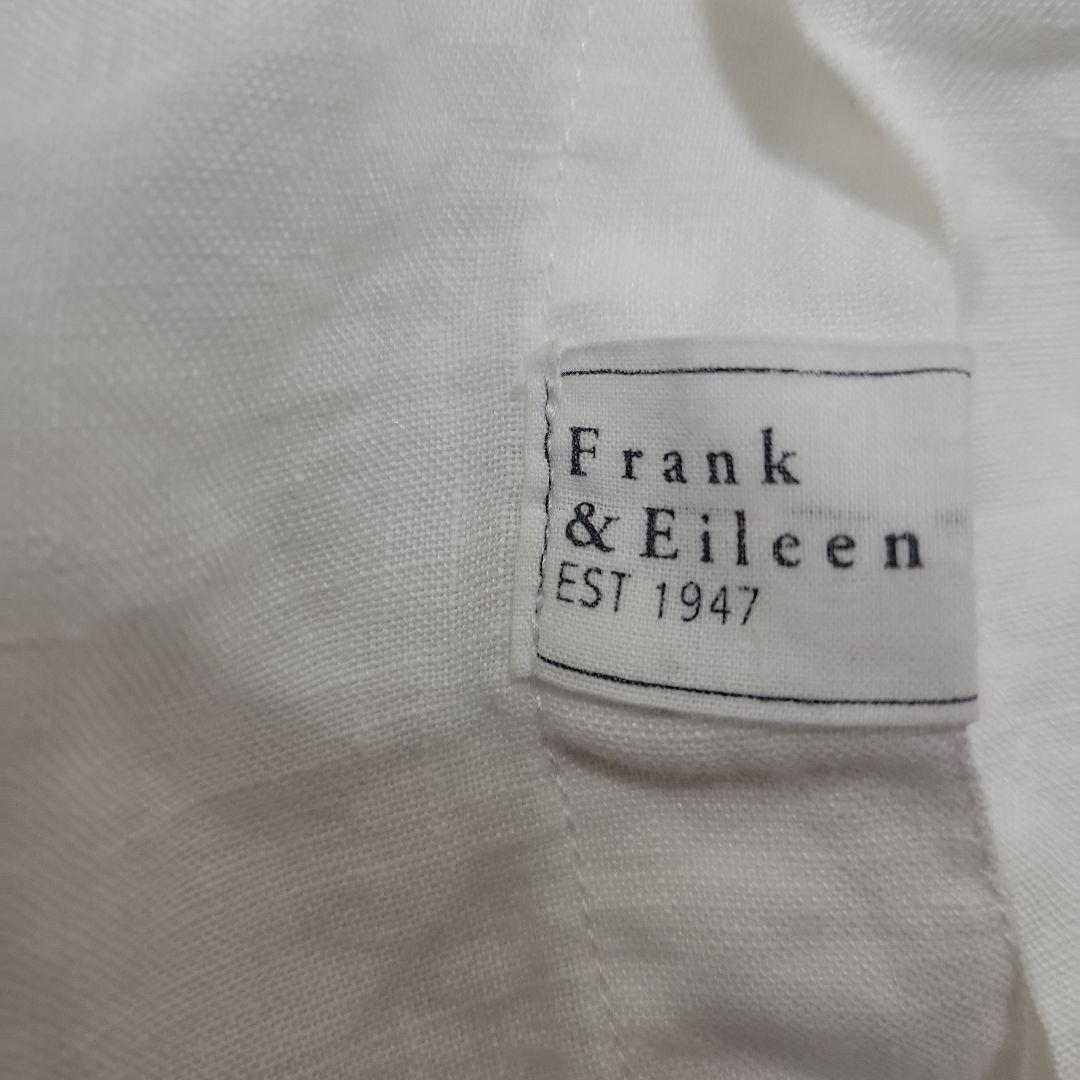 Frank
& Eileen
EST 1947